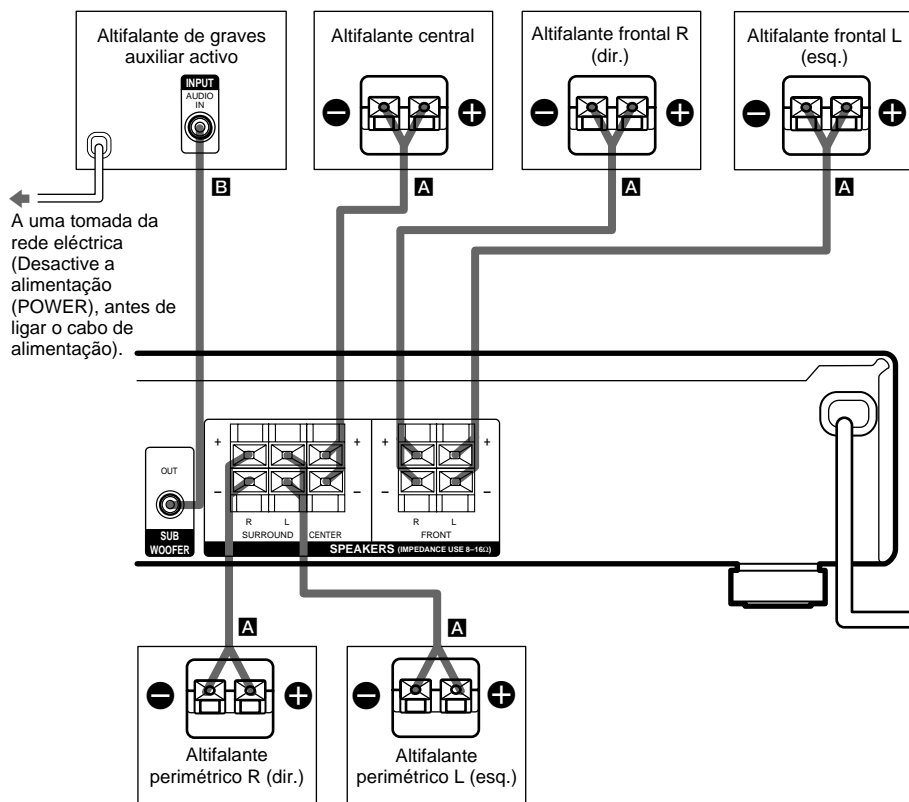 Altifalante de graves
auxiliar activo
INPUT
AUDIO
IN
Altifalante central
− +
Altifalante frontal R
(dir.)
− +
Altifalante frontal L
(esq.)
− +
B
A
A
A
A uma tomada da
rede eléctrica
(Desactive a
alimentação
(POWER), antes de
ligar o cabo de
alimentação).
OUT
SUB
WOOFER
+ +
− −
R L
SURROUND CENTER
+ +
− −
R L
FRONT
SPEAKERS (IMPEDANCE USE 8–16Ω)
A
A
− +
Altifalante
perimétrico R (dir.)
− +
Altifalante
perimétrico L (esq.)